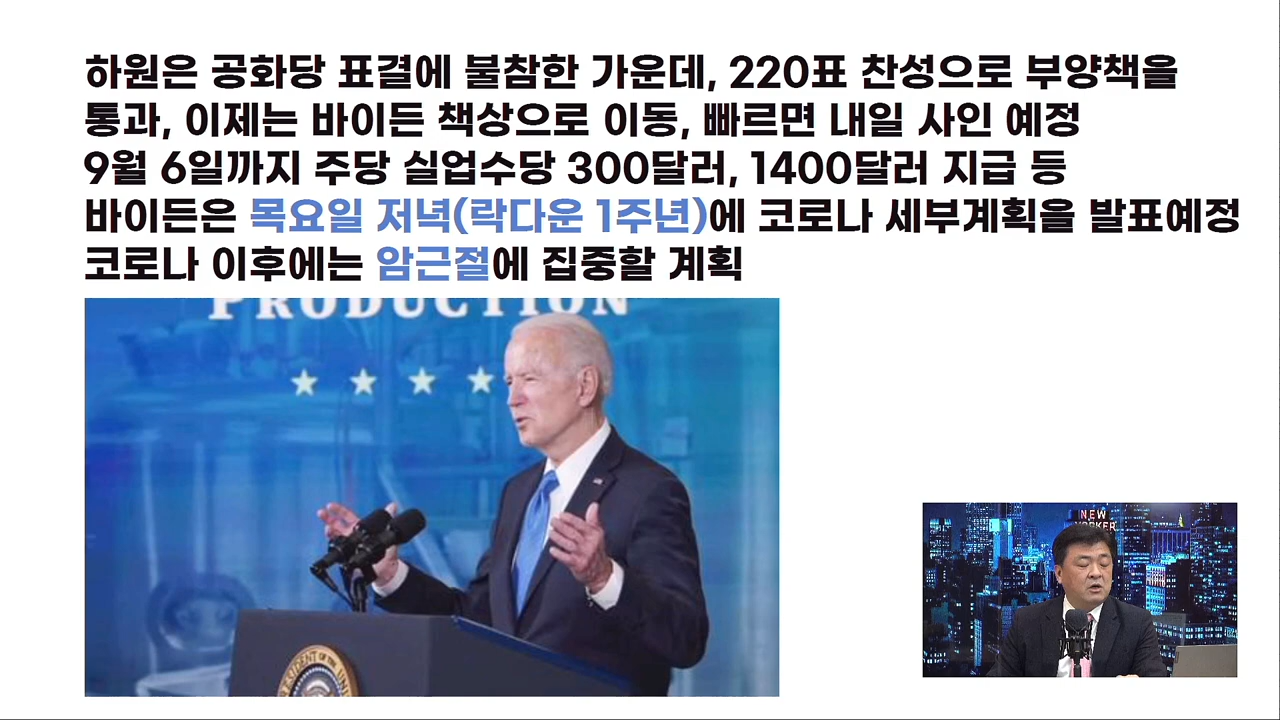 하원은 공화당 표결에 불참한 가운데, 220표 찬성으로 부양책을
통과, 이제는 바이든 책상으로 이동, 빠르면 내일 사인 예정
9월 6일까지 주당 실업수당 300달러, 1400달러 지급 등
바이든은 목요일 저녁(락다운 1주년)에 코로나 세부계획을 발표예정
코로나 이후에는 암근절에 집중할 계획
PRODUCTION
PRESIDENT OF THE UN
NEW
YORKER